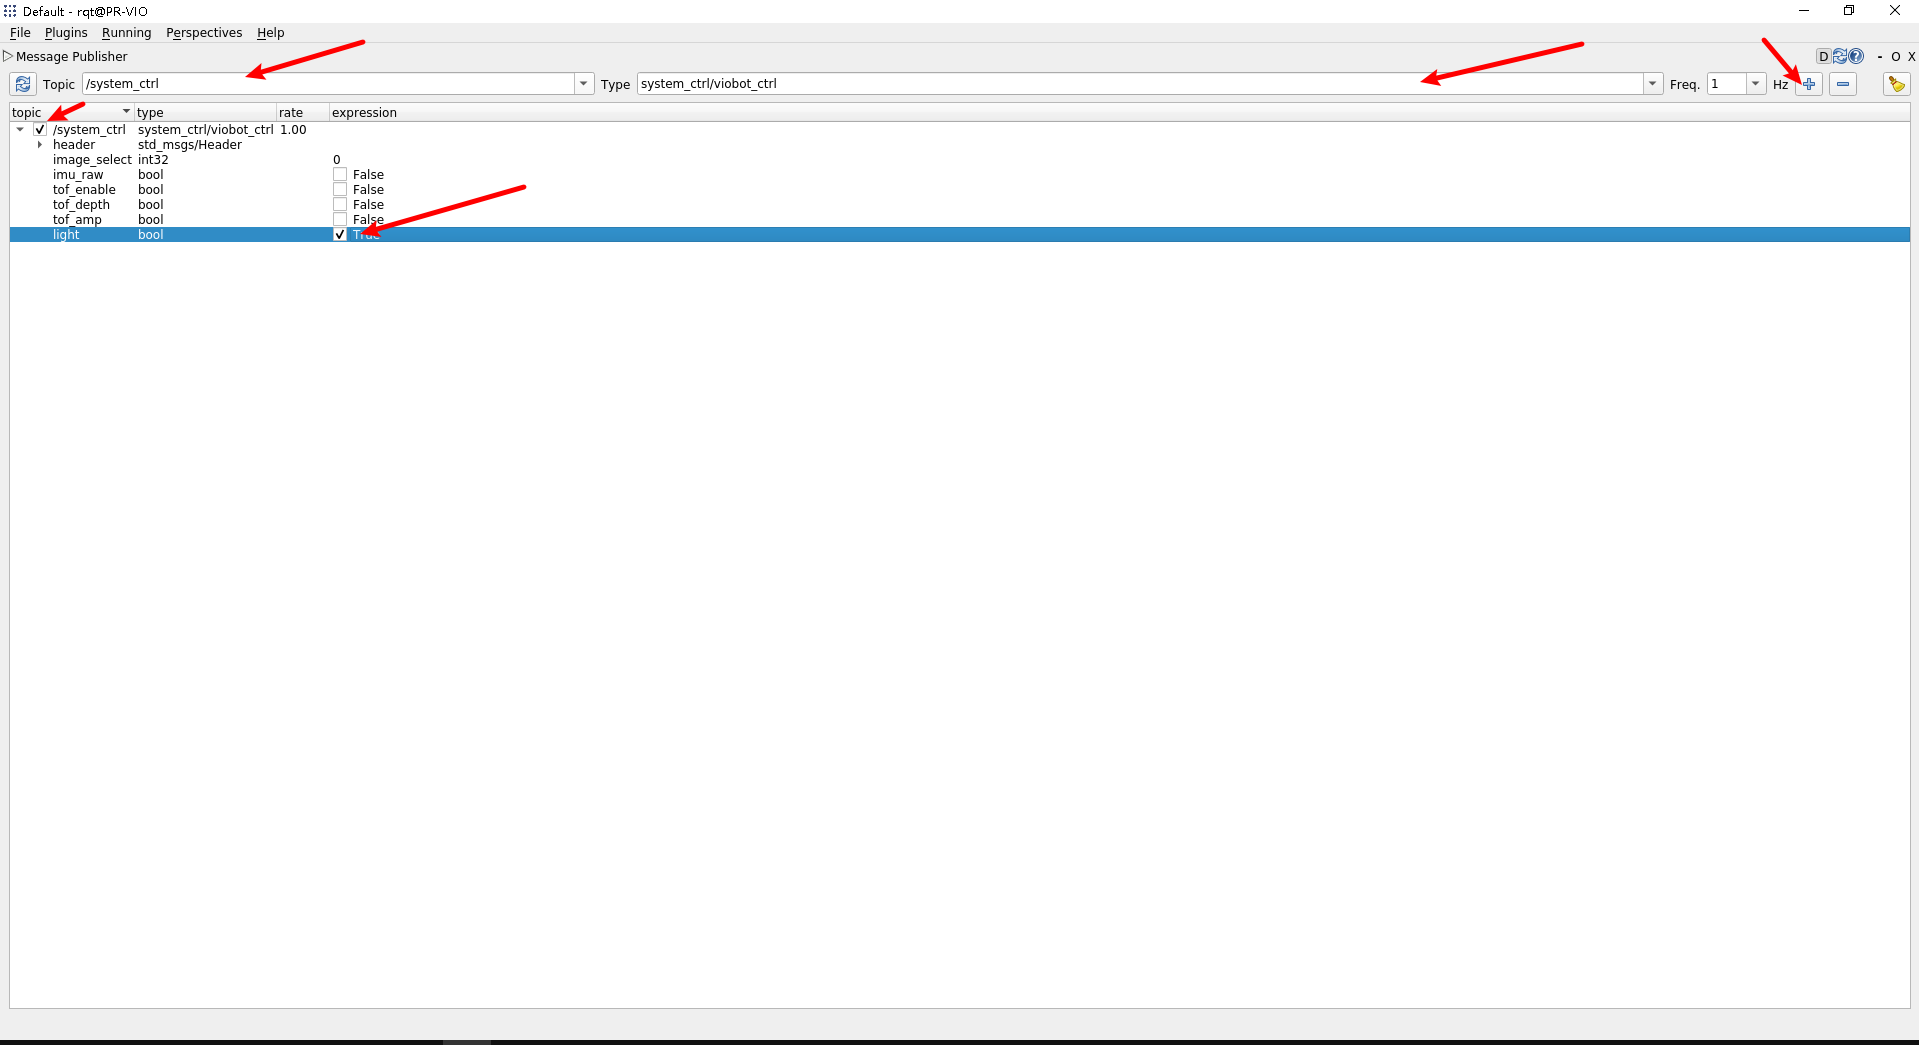 Default - rqt@PR-VIO
File Plugins Running Perspectives Help
Message Publisher D - O X
Topic /system_ctrl Type system_ctrl/viobot_ctrl Freq. 1 Hz
topic type rate expression
/system_ctrl system_ctrl/viobot_ctrl 1.00
header std_msgs/Header
image_select int32 0
imu_raw bool False
tof_enable bool False
tof_depth bool False
tof_amp bool False
light bool True